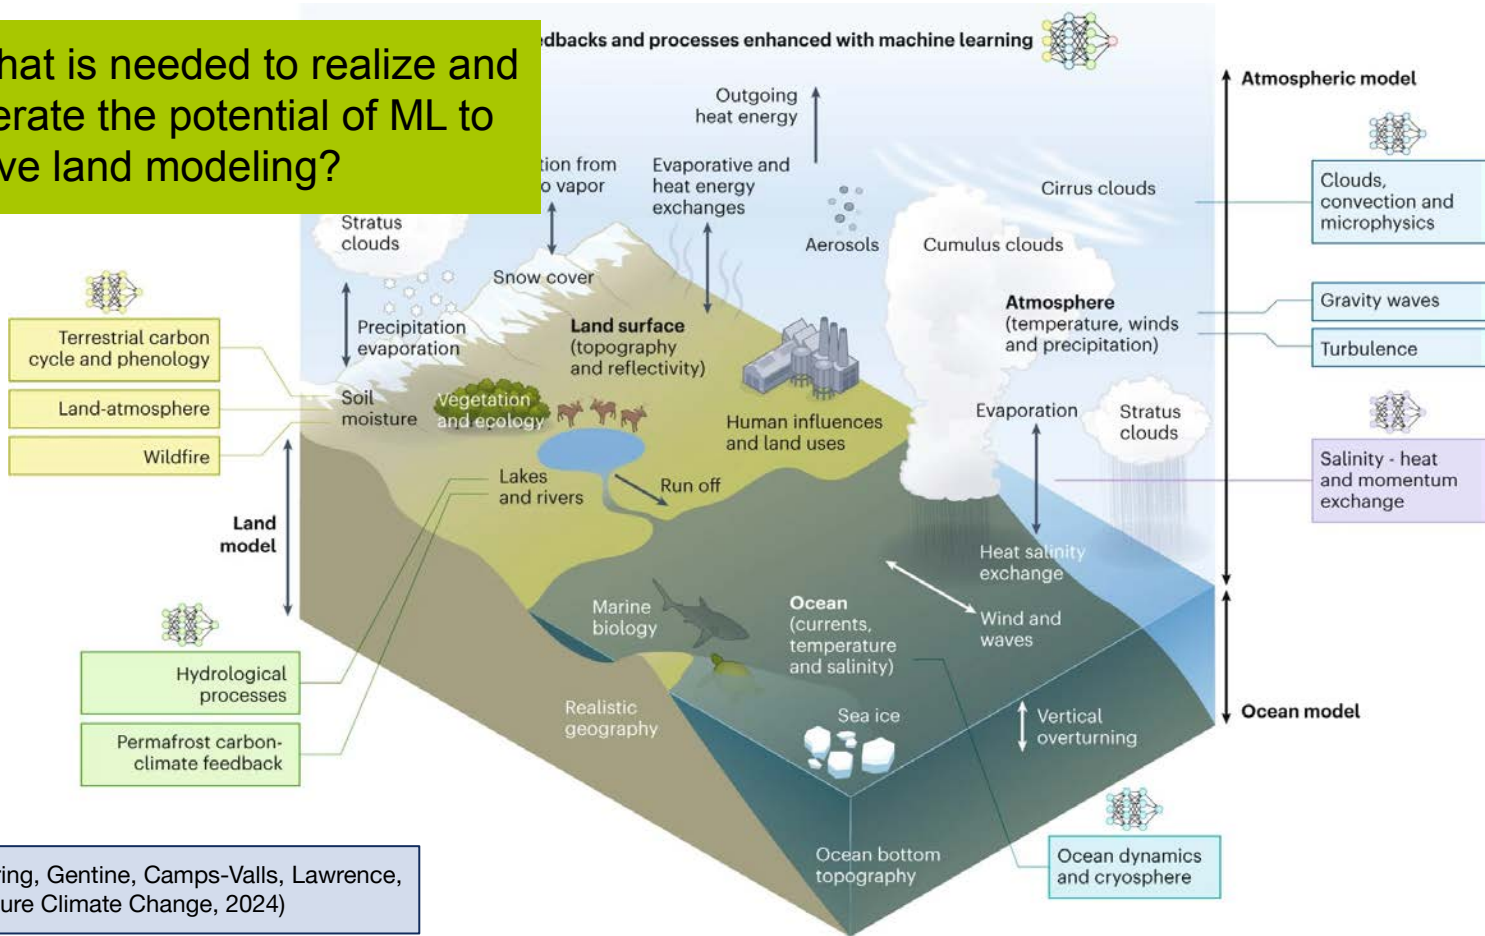 hat is needed to realize and
erate the potential of ML to
ve land modeling?
edbacks and processes enhanced with machine learning
Atmospheric model
Outgoing
heat energy
tion from
o vapor
Evaporative and
heat energy
exchanges
Cirrus clouds
Clouds,
convection and
microphysics
Stratus
clouds
Aerosols
Cumulus clouds
Snow cover
Atmosphere
(temperature, winds
and precipitation)
Gravity waves
Turbulence
Terrestrial carbon
cycle and phenology
Precipitation
evaporation
Land surface
(topography
and reflectivity)
Land-atmosphere
Soil
moisture
Vegetation
and ecology
Human influences
and land uses
Evaporation
Stratus
clouds
Wildfire
Salinity - heat
and momentum
exchange
Lakes
and rivers
Run off
Land
model
Heat salinity
exchange
Marine
biology
Ocean
(currents,
temperature
and salinity)
Wind and
waves
Hydrological
processes
Realistic
geography
Sea ice
Vertical
overturning
Ocean model
Permafrost carbon-
climate feedback
Ocean bottom
topography
Ocean dynamics
and cryosphere
ring, Gentine, Camps-Valls, Lawrence,
ure Climate Change, 2024)